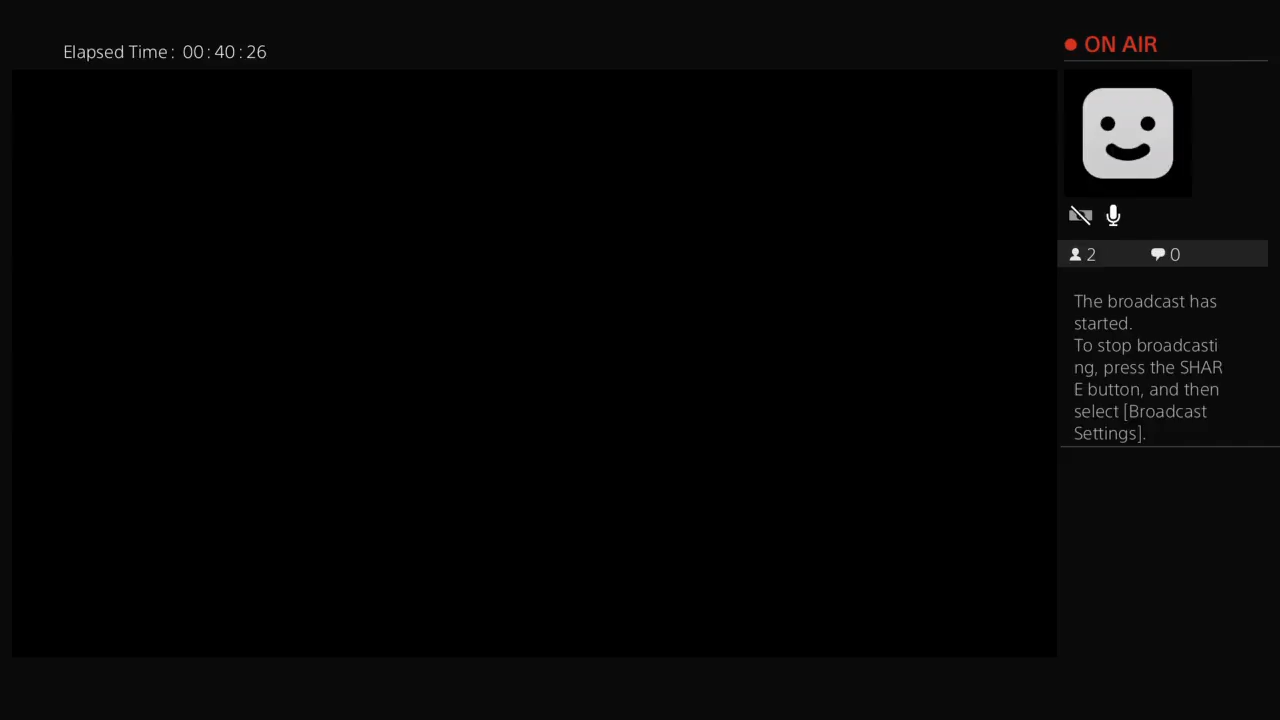 Elapsed Time: 00:40:26
ON AIR
2
0
The broadcast has
started.
To stop broadcasti
ng, press the SHAR
E button, and then
select [Broadcast
Settings].